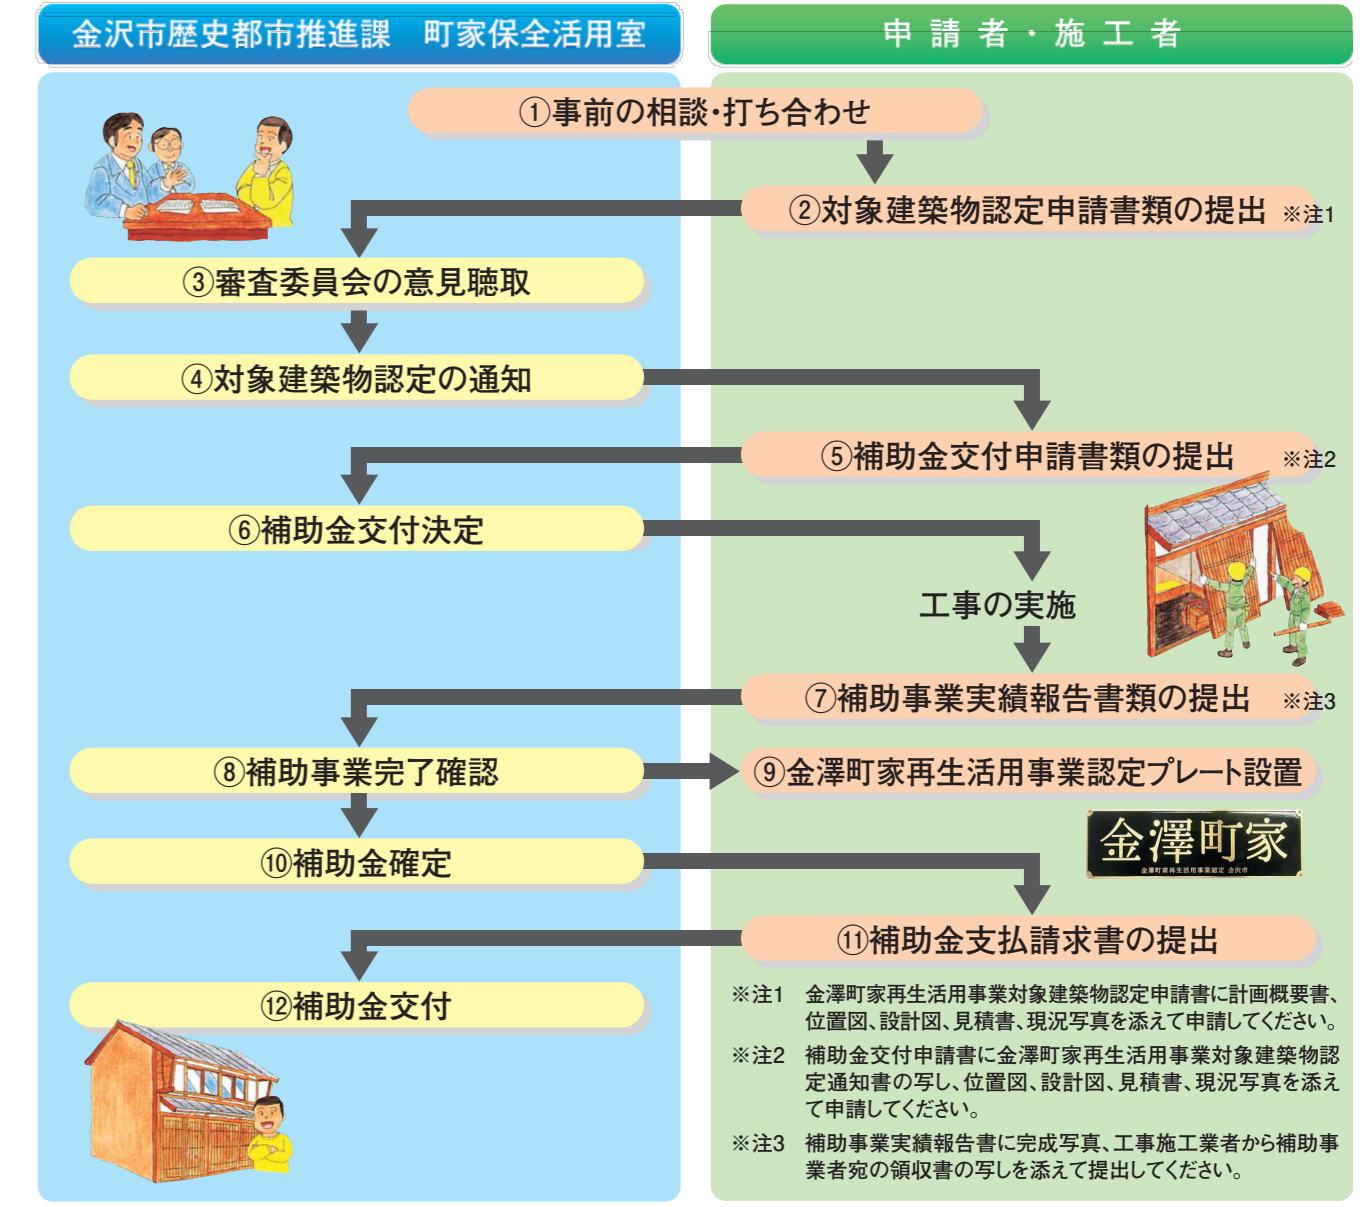 金沢市歴史都市推進課　町家保全活用室
申請者・施工者
①事前の相談・打ち合わせ
②対象建築物認定申請書類の提出 ※注1
③審査委員会の意見聴取
④対象建築物認定の通知
⑤補助金交付申請書類の提出 ※注2
⑥補助金交付決定
工事の実施
⑦補助事業実績報告書類の提出 ※注3
⑧補助事業完了確認
⑨金澤町家再生活用事業認定プレート設置
金澤町家
金澤町家再生活用事業認定 金沢市
⑩補助金確定
⑪補助金支払請求書の提出
⑫補助金交付
※注1 金澤町家再生活用事業対象建築物認定申請書に計画概要書、
位置図、設計図、見積書、現況写真を添えて申請してください。
※注2 補助金交付申請書に金澤町家再生活用事業対象建築物認
定通知書の写し、位置図、設計図、見積書、現況写真を添え
て申請してください。
※注3 補助事業実績報告書に完成写真、工事施工業者から補助事
業者宛の領収書の写しを添えて提出してください。